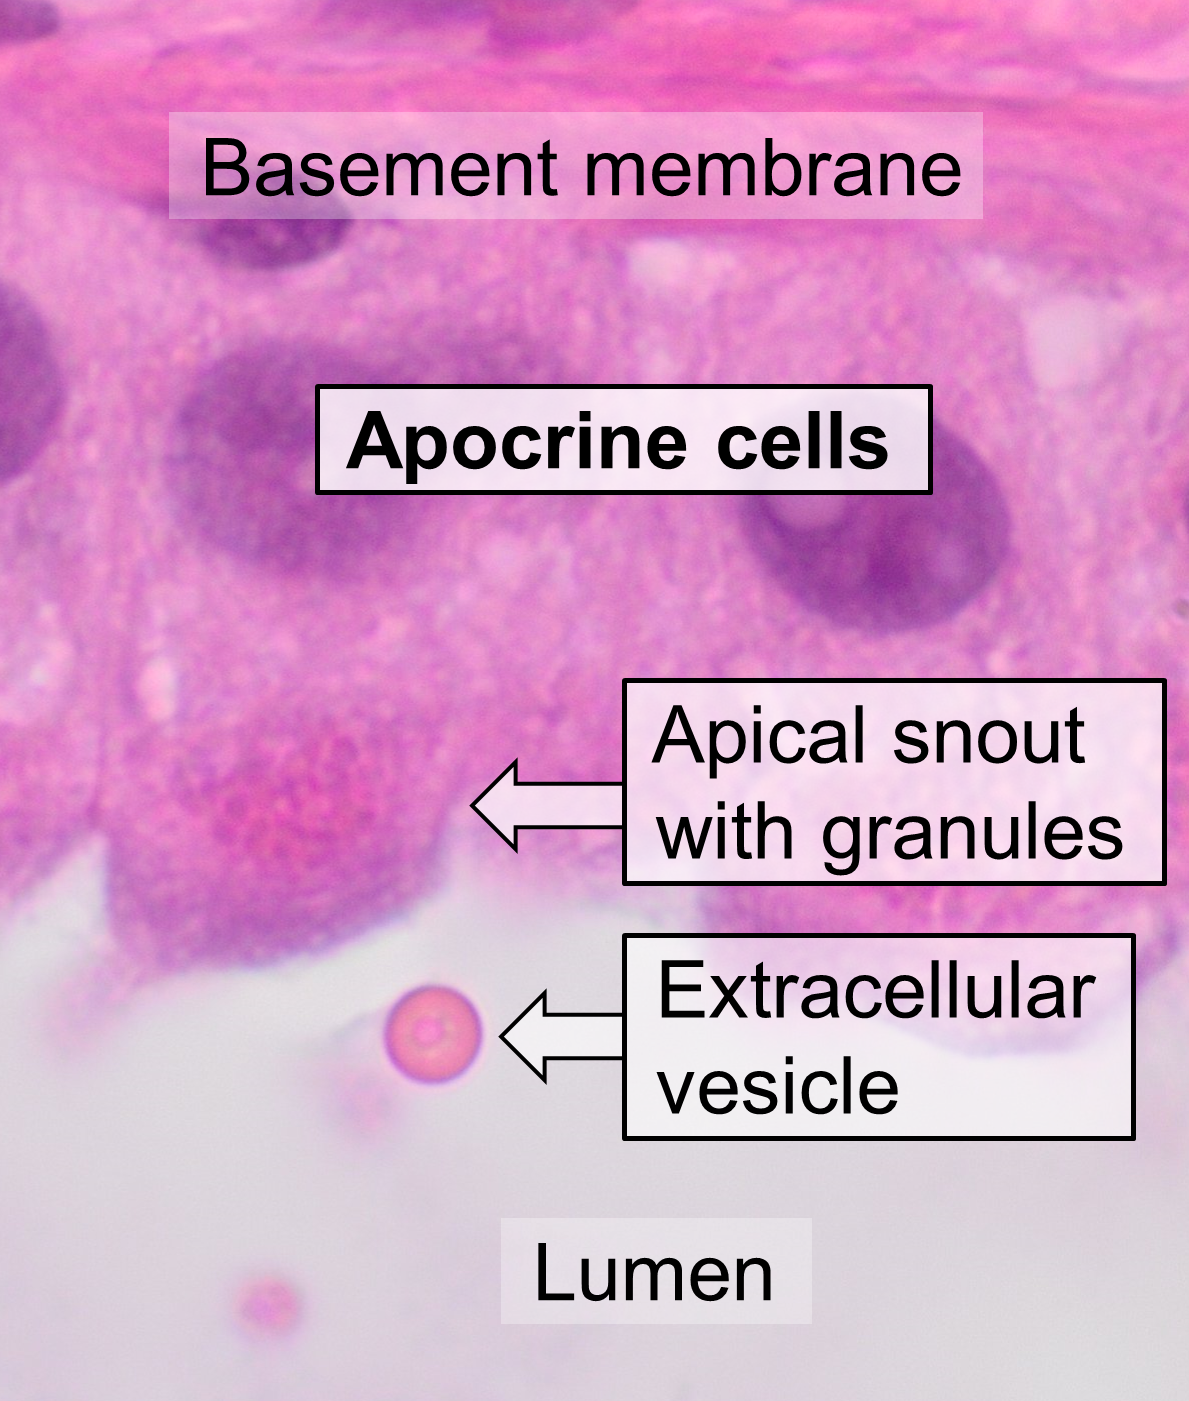 Basement membrane
Apocrine cells
Apical snout
with granules
Extracellular
vesicle
Lumen